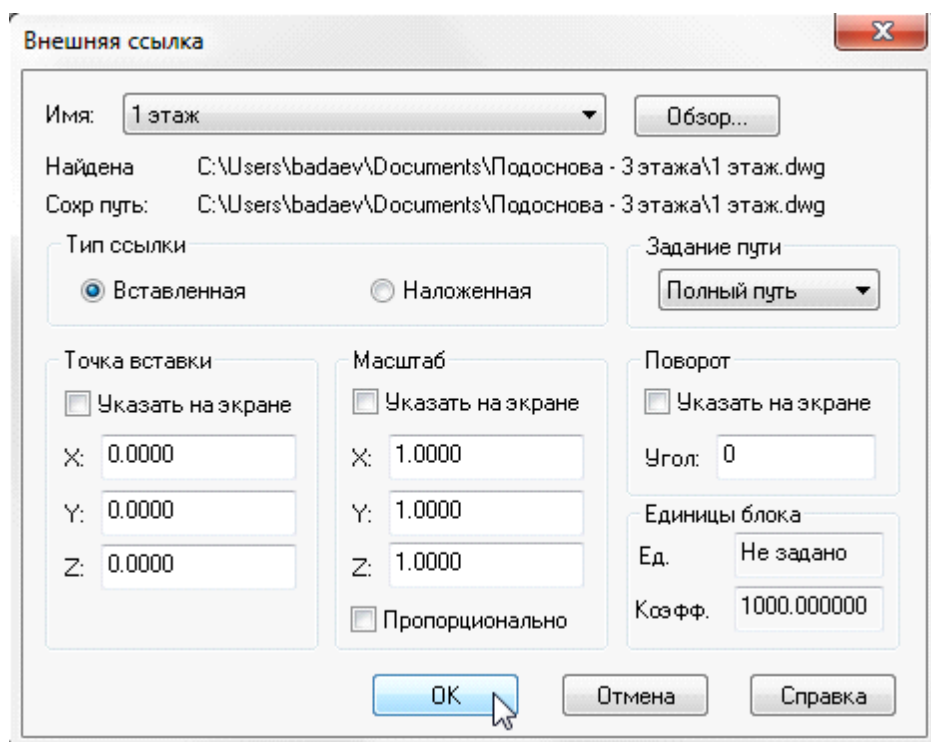 Внешняя ссылка
Имя: 1 этаж Обзор...
Найдена C:\Users\badaev\Documents\Подоснова - 3 этажа\1 этаж.dwg
Сохр путь: C:\Users\badaev\Documents\Подоснова - 3 этажа\1 этаж.dwg
Тип ссылки Задание пути
Вставленная Наложенная Полный путь
Точка вставки Масштаб Поворот
Указать на экране Указать на экране Указать на экране
X: 0.0000 X: 1.0000 Угол: 0
Y: 0.0000 Y: 1.0000 Единицы блока
Z: 0.0000 Z: 1.0000 Ед. Не задано
Пропорционально Коэфф. 1000.000000
OK Отмена Справка